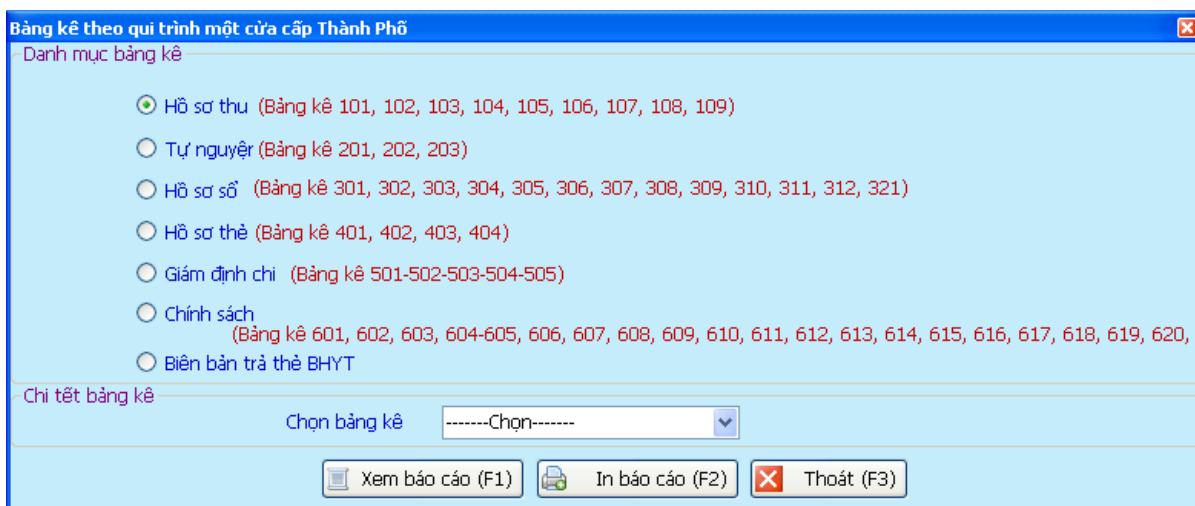 Bảng kê theo qui trình một cửa cấp Thành Phố
Danh mục bảng kê
Hồ sơ thu (Bảng kê 101, 102, 103, 104, 105, 106, 107, 108, 109)
Tự nguyệr (Bảng kê 201, 202, 203)
Hồ sơ sổ (Bảng kê 301, 302, 303, 304, 305, 306, 307, 308, 309, 310, 311, 312, 321)
Hồ sơ thẻ (Bảng kê 401, 402, 403, 404)
Giám định chi (Bảng kê 501-502-503-504-505)
Chính sách
(Bảng kê 601, 602, 603, 604-605, 606, 607, 608, 609, 610, 611, 612, 613, 614, 615, 616, 617, 618, 619, 620,
Biên bản trả thẻ BHYT
Chi tết bảng kê
Chọn bảng kê -------Chọn-------
Xem báo cáo (F1) In báo cáo (F2) Thoát (F3)